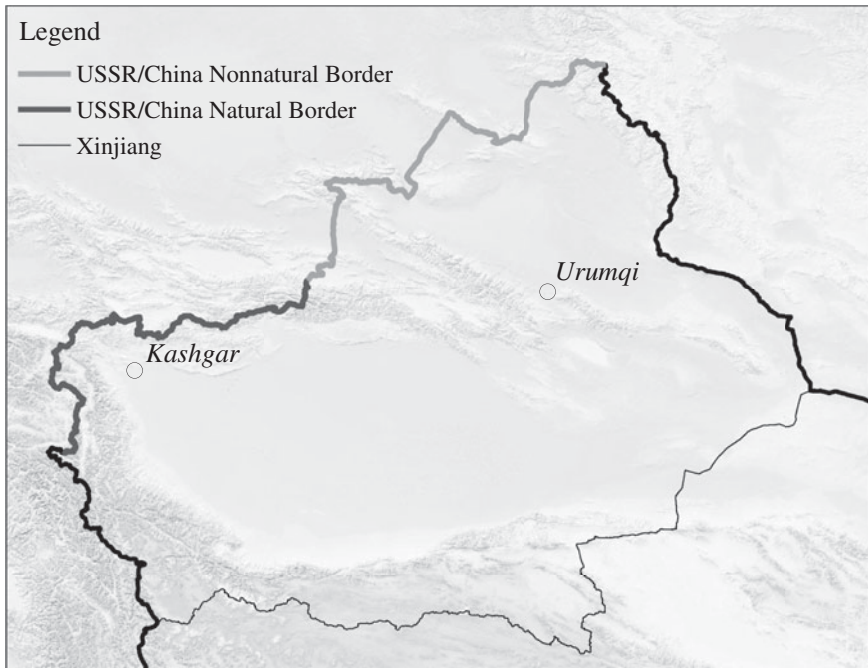 Legend
USSR/China Nonnatural Border
USSR/China Natural Border
Xinjiang
Urumqi
Kashgar